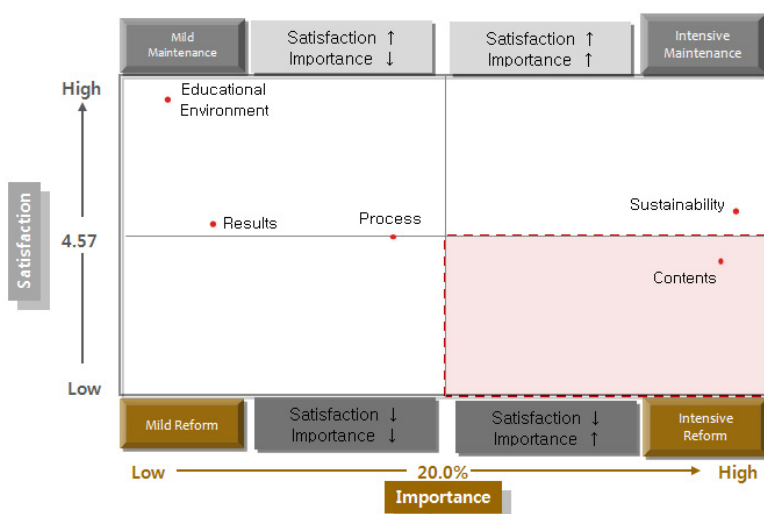 Mild
Maintenance
Satisfaction ↑
Importance ↓
Satisfaction ↑
Importance ↑
Intensive
Maintenance
High
Educational
Environment
Results
Process
Sustainability
Satisfaction
4.57
Contents
Low
Mild Reform
Satisfaction ↓
Importance ↓
Satisfaction ↓
Importance ↑
Intensive
Reform
Low
20.0%
High
Importance